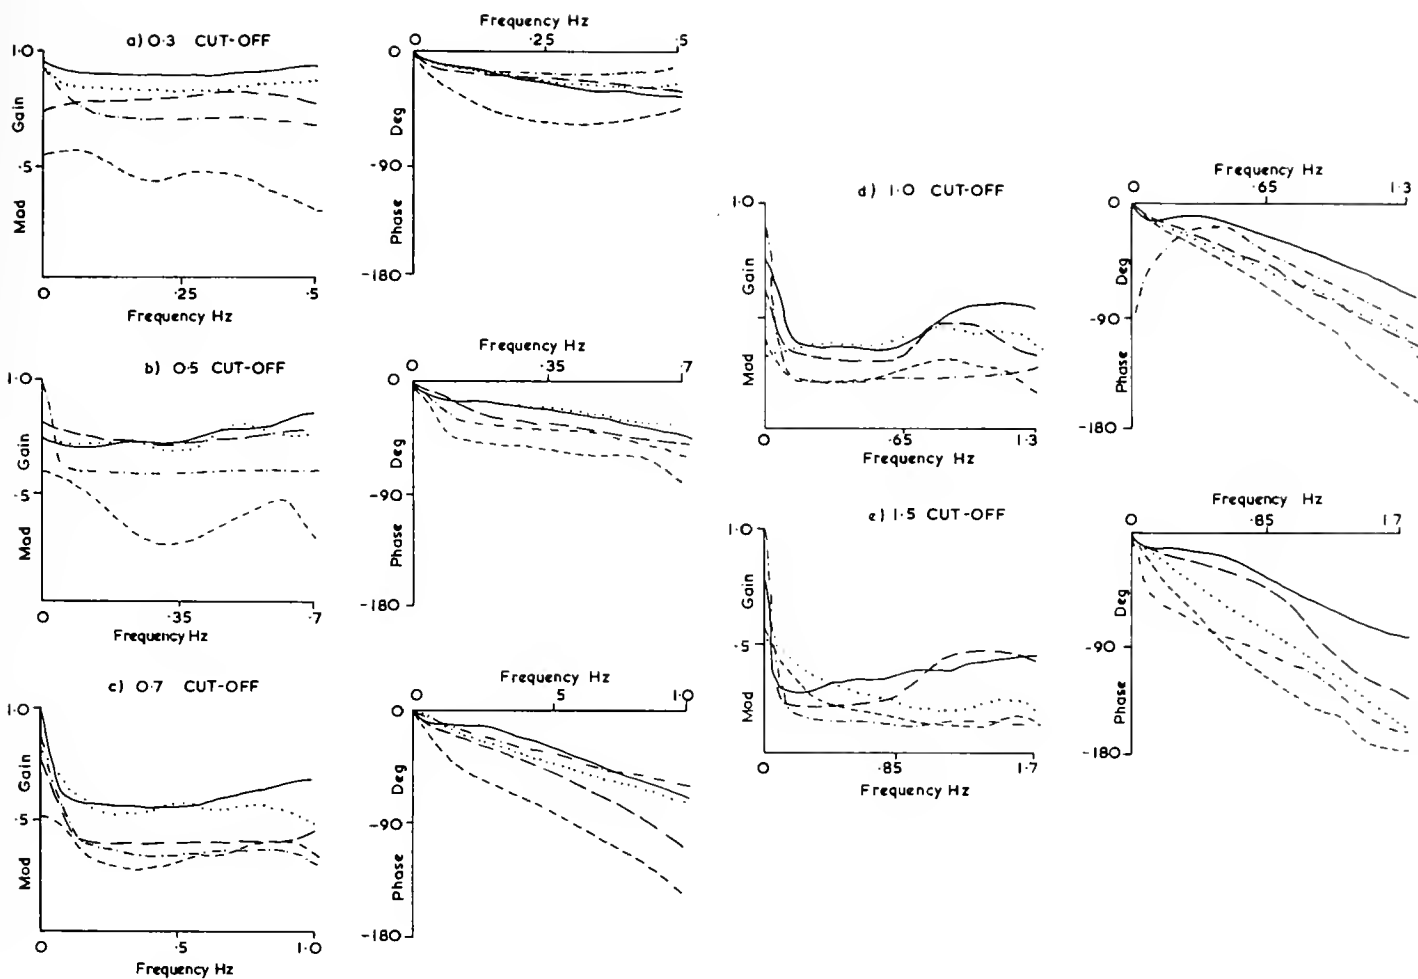 a) 0·3 CUT-OFF
1·0
·5
Mod Gain
0 ·25 ·5
Frequency Hz
Frequency Hz
0 ·25 ·5
0
-90
-180
Phase Deg
b) 0·5 CUT-OFF
1·0
·5
Mod Gain
0 ·35 ·7
Frequency Hz
Frequency Hz
0 ·35 ·7
0
-90
-180
Phase Deg
c) 0·7 CUT-OFF
1·0
·5
Mod Gain
0 ·5 1·0
Frequency Hz
Frequency Hz
0 5 1·0
0
-90
-180
Phase Deg
d) 1·0 CUT-OFF
1·0
Mod Gain
0 ·65 1·3
Frequency Hz
Frequency Hz
0 ·65 1·3
0
-90
-180
Phase Deg
e) 1·5 CUT-OFF
1·0
·5
Mod Gain
0 ·85 1·7
Frequency Hz
Frequency Hz
0 ·85 1·7
0
-90
-180
Phase Deg